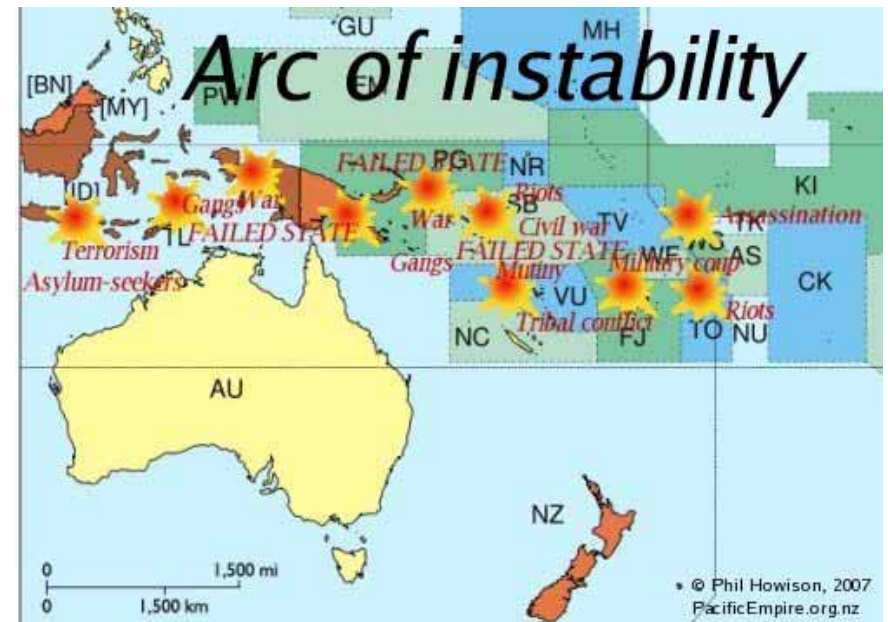 Arc of instability
GU
MH
[BN]
PW
FM
[MY]
FAILED STATE
PG
NR
KI
[ID]
Gangs
War
Riots
SB
TV
Assassination
TK
TL
FAILED STATE
War
Civil war
Terrorism
FAILED STATE
WF
WS
AS
Gangs
Mutiny
Military coup
Asylum-seekers
CK
VU
Tribal conflict
Riots
NC
FJ
TO
NU
AU
NZ
0
1,500 mi
0
1,500 km
© Phil Howison, 2007
PacificEmpire.org.nz